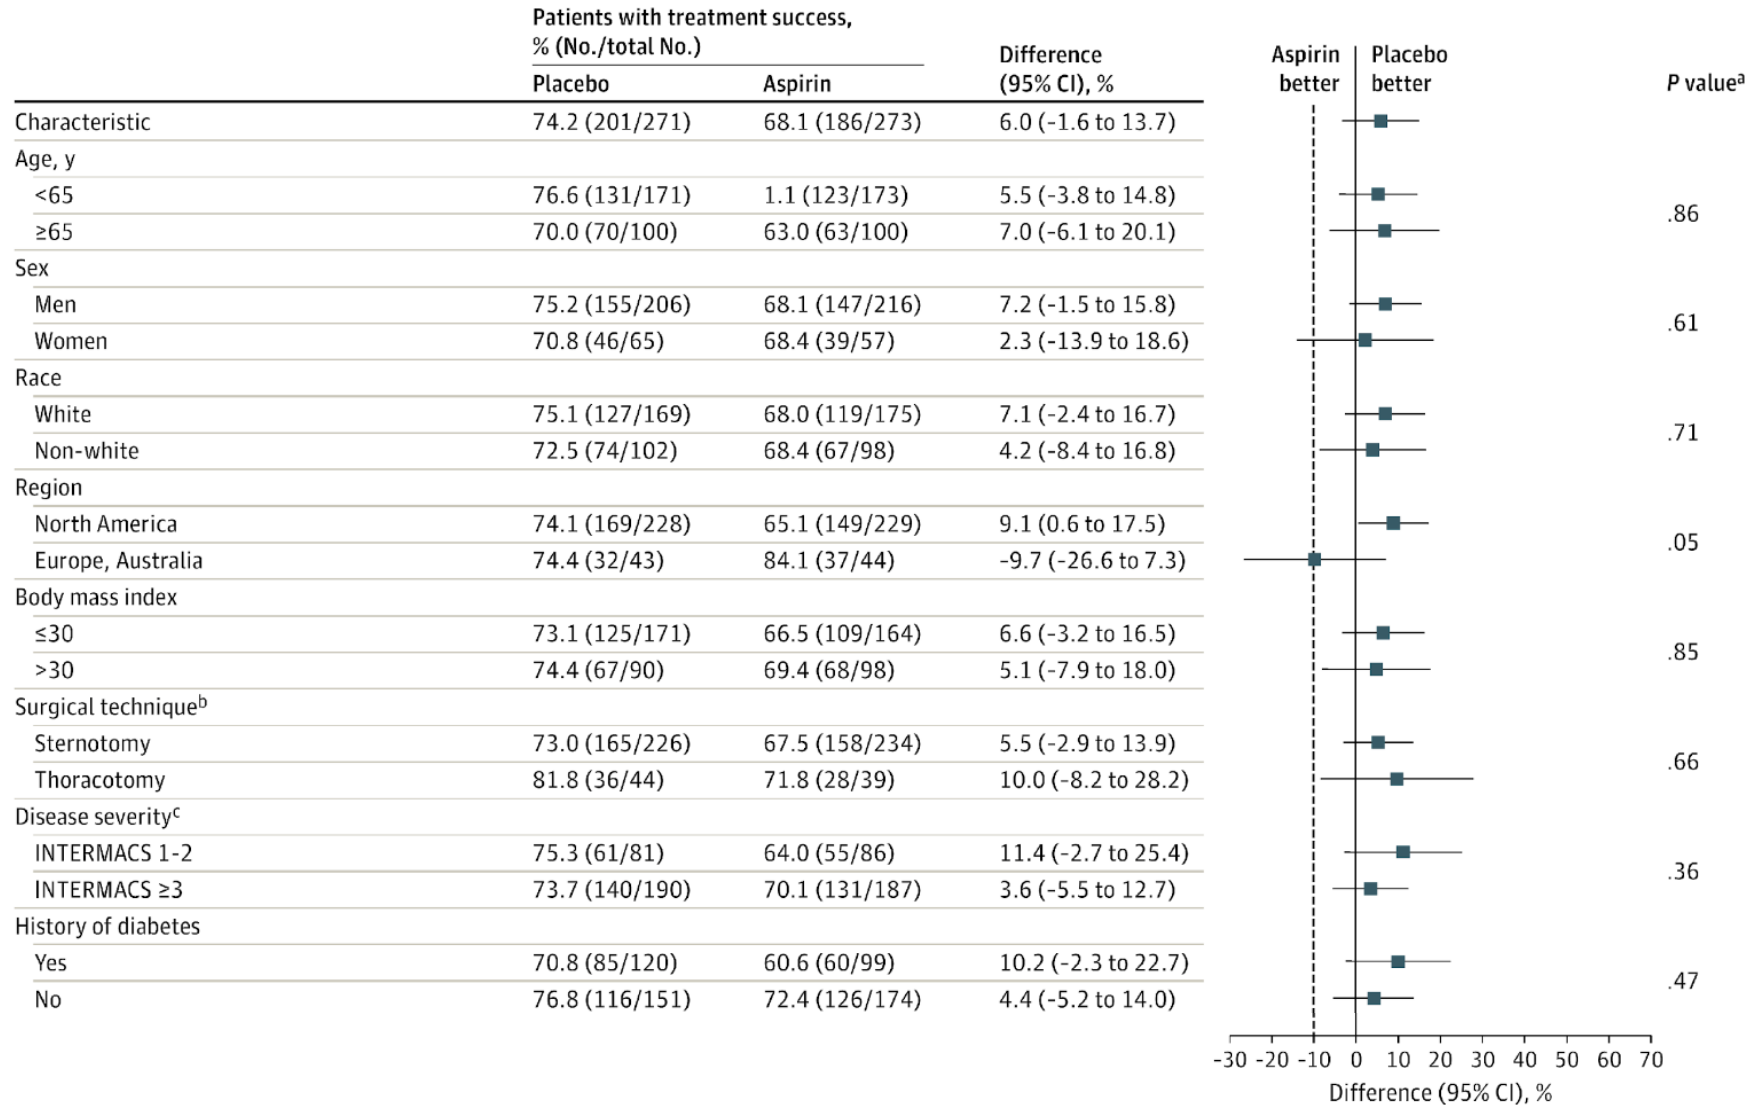 Patients with treatment success,
% (No./total No.)
Placebo Aspirin Difference (95% CI), % Aspirin better Placebo better P valueᵃ
Characteristic 74.2 (201/271) 68.1 (186/273) 6.0 (-1.6 to 13.7)
Age, y
<65 76.6 (131/171) 1.1 (123/173) 5.5 (-3.8 to 14.8)
.86
≥65 70.0 (70/100) 63.0 (63/100) 7.0 (-6.1 to 20.1)
Sex
Men 75.2 (155/206) 68.1 (147/216) 7.2 (-1.5 to 15.8)
.61
Women 70.8 (46/65) 68.4 (39/57) 2.3 (-13.9 to 18.6)
Race
White 75.1 (127/169) 68.0 (119/175) 7.1 (-2.4 to 16.7)
.71
Non-white 72.5 (74/102) 68.4 (67/98) 4.2 (-8.4 to 16.8)
Region
North America 74.1 (169/228) 65.1 (149/229) 9.1 (0.6 to 17.5)
.05
Europe, Australia 74.4 (32/43) 84.1 (37/44) -9.7 (-26.6 to 7.3)
Body mass index
≤30 73.1 (125/171) 66.5 (109/164) 6.6 (-3.2 to 16.5)
.85
>30 74.4 (67/90) 69.4 (68/98) 5.1 (-7.9 to 18.0)
Surgical techniqueᵇ
Sternotomy 73.0 (165/226) 67.5 (158/234) 5.5 (-2.9 to 13.9)
.66
Thoracotomy 81.8 (36/44) 71.8 (28/39) 10.0 (-8.2 to 28.2)
Disease severityᶜ
INTERMACS 1-2 75.3 (61/81) 64.0 (55/86) 11.4 (-2.7 to 25.4)
.36
INTERMACS ≥3 73.7 (140/190) 70.1 (131/187) 3.6 (-5.5 to 12.7)
History of diabetes
Yes 70.8 (85/120) 60.6 (60/99) 10.2 (-2.3 to 22.7)
.47
No 76.8 (116/151) 72.4 (126/174) 4.4 (-5.2 to 14.0)
-30 -20 -10 0 10 20 30 40 50 60 70
Difference (95% CI), %